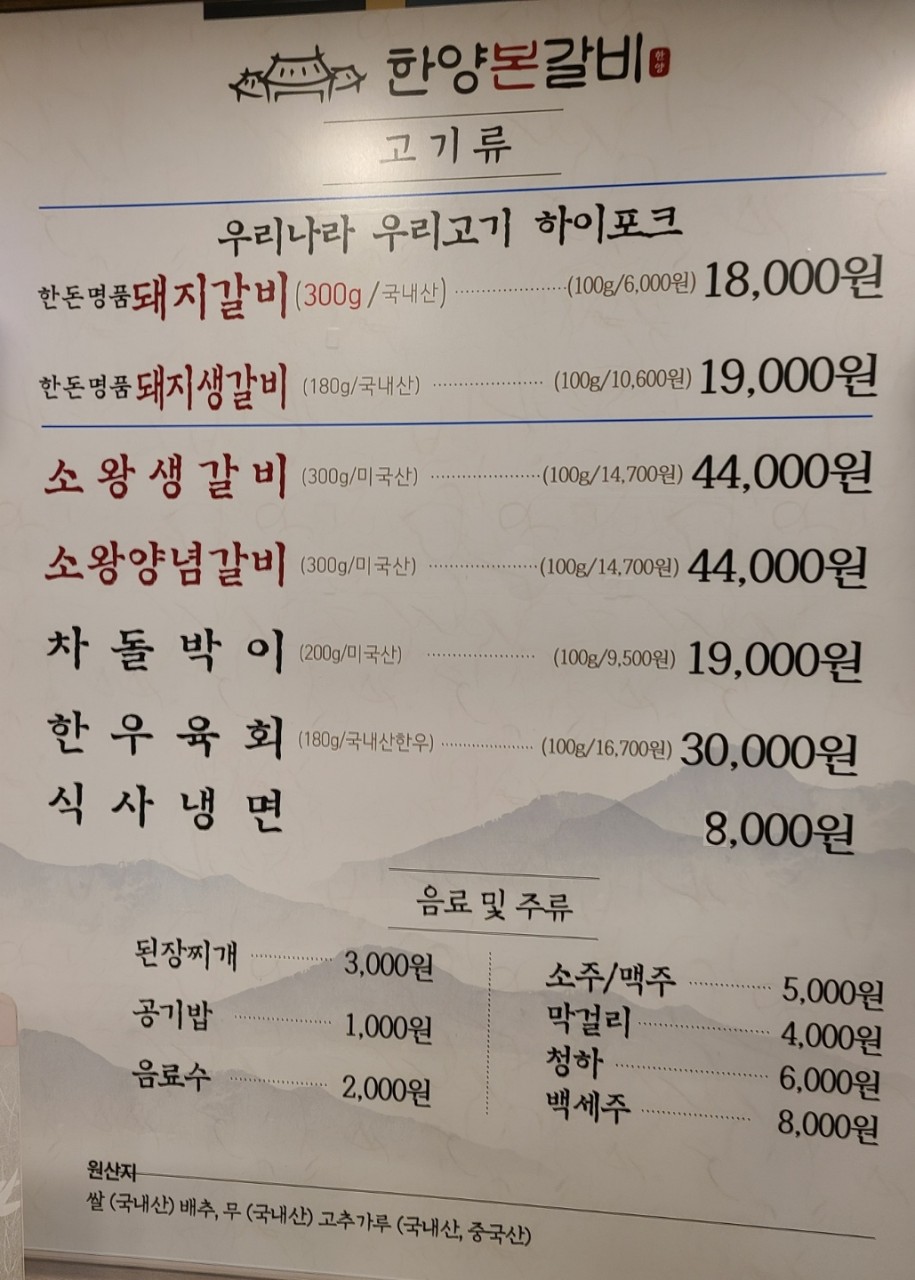 한양본갈비 한양
고기류
우리나라 우리고기 하이포크
한돈명품돼지갈비(300g/국내산) (100g/6,000원) 18,000원
한돈명품돼지생갈비 (180g/국내산) (100g/10,600원) 19,000원
소왕생갈비 (300g/미국산) (100g/14,700원) 44,000원
소왕양념갈비 (300g/미국산) (100g/14,700원) 44,000원
차돌박이 (200g/미국산) (100g/9,500원) 19,000원
한우육회 (180g/국내산한우) (100g/16,700원) 30,000원
식사냉면 8,000원
음료 및 주류
된장찌개 3,000원
공기밥 1,000원
음료수 2,000원
소주/맥주 5,000원
막걸리 4,000원
청하 6,000원
백세주 8,000원
원산지
쌀 (국내산) 배추, 무 (국내산) 고추가루 (국내산, 중국산)